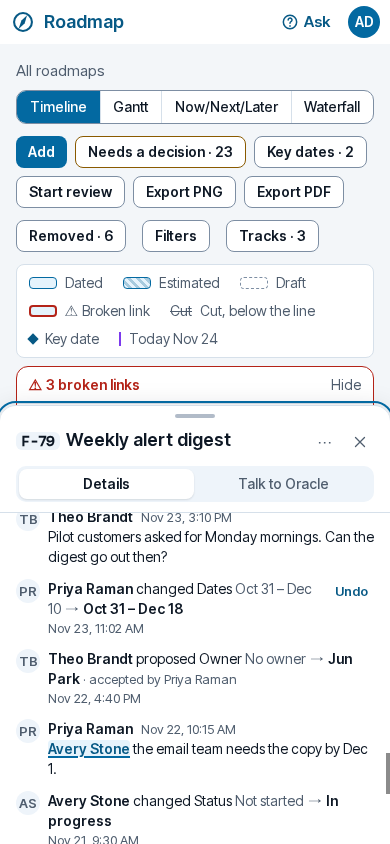 Roadmap
Ask
AD
All roadmaps
Timeline Gantt Now/Next/Later Waterfall
Add Needs a decision · 23 Key dates · 2
Start review Export PNG Export PDF
Removed · 6 Filters Tracks · 3
Dated Estimated Draft
⚠ Broken link Cut Cut, below the line
Key date Today Nov 24
⚠ 3 broken links Hide
F-79 Weekly alert digest ... ×
Details Talk to Oracle
TB Theo Brandt Nov 23, 3:10 PM
Pilot customers asked for Monday mornings. Can the
digest go out then?
PR Priya Raman changed Dates Oct 31 – Dec Undo
10 → Oct 31 – Dec 18
Nov 23, 11:02 AM
TB Theo Brandt proposed Owner No owner → Jun
Park · accepted by Priya Raman
Nov 22, 4:40 PM
PR Priya Raman Nov 22, 10:15 AM
Avery Stone the email team needs the copy by Dec
1.
AS Avery Stone changed Status Not started → In
progress
Nov 21, 9:30 AM